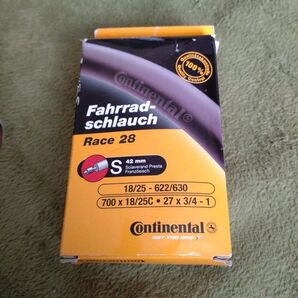 Continental
100%
Fahrrad-
schlauch
Race 28
S
42 mm
Sclaverand Presta
Französisch
18/25 - 622/630
700 x 18/25C • 27 x 3/4 - 1
Continental
GET THE GRIP